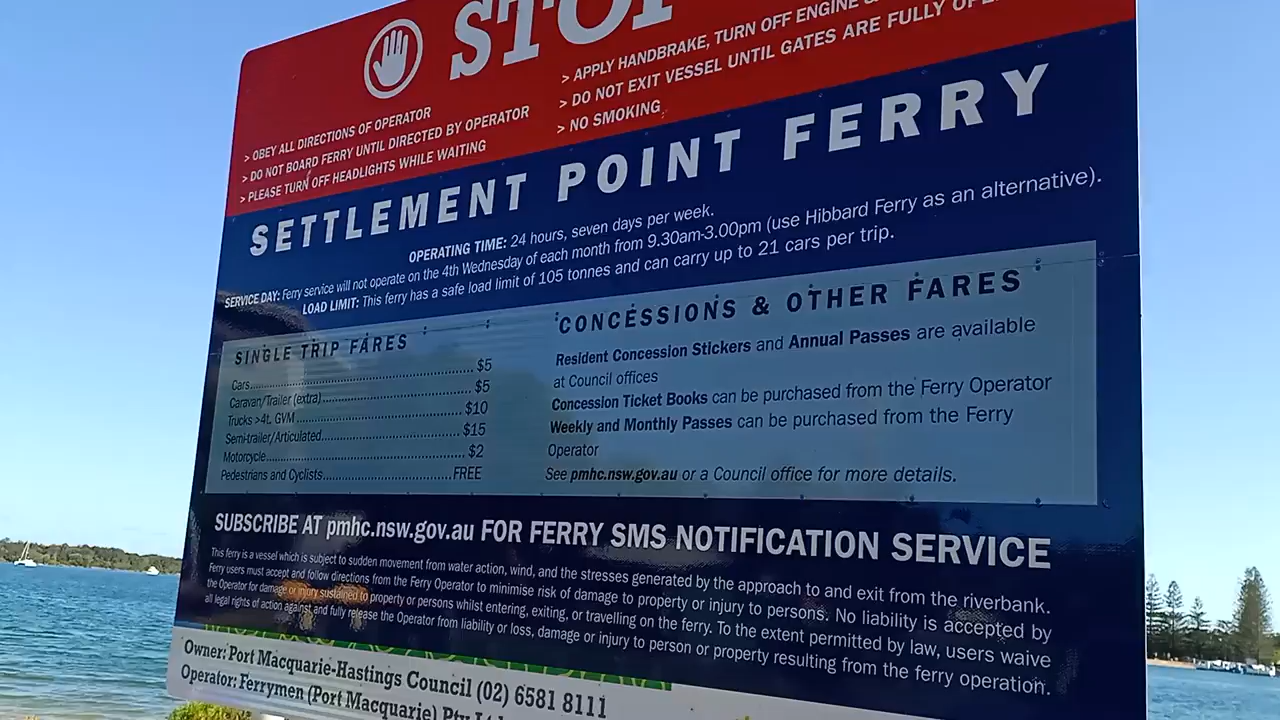 STOP
> OBEY ALL DIRECTIONS OF OPERATOR
> DO NOT BOARD FERRY UNTIL DIRECTED BY OPERATOR
> PLEASE TURN OFF HEADLIGHTS WHILE WAITING
> APPLY HANDBRAKE, TURN OFF ENGINE &
> DO NOT EXIT VESSEL UNTIL GATES ARE FULLY
> NO SMOKING
SETTLEMENT POINT FERRY
OPERATING TIME: 24 hours, seven days per week.
SERVICE DAY: Ferry service will not operate on the 4th Wednesday of each month from 9.30am-3.00pm (use Hibbard Ferry as an alternative).
LOAD LIMIT: This ferry has a safe load limit of 105 tonnes and can carry up to 21 cars per trip.
SINGLE TRIP FARES
Cars........................................................ $5
Caravan/Trailer (extra)...................................... $5
Trucks >4t, GVM............................................. $10
Semi-trailer/Articulated..................................... $15
Motorcycle.................................................. $2
Pedestrians and Cyclists..................................... FREE
CONCESSIONS & OTHER FARES
Resident Concession Stickers and Annual Passes are available
at Council offices
Concession Ticket Books can be purchased from the Ferry Operator
Weekly and Monthly Passes can be purchased from the Ferry
Operator
See pmhc.nsw.gov.au or a Council office for more details.
SUBSCRIBE AT pmhc.nsw.gov.au FOR FERRY SMS NOTIFICATION SERVICE
This ferry is a vessel which is subject to sudden movement from water action, wind, and the stresses generated by the approach to and exit from the riverbank.
Ferry users must accept and follow directions from the Ferry Operator to minimise risk of damage to property or injury to persons. No liability is accepted by
the Operator for damage or injury sustained to property or persons whilst entering, exiting, or travelling on the ferry. To the extent permitted by law, users waive
all legal rights of action against and fully release the Operator from liability or loss, damage or injury to person or property resulting from the ferry operation.
Owner: Port Macquarie-Hastings Council (02) 6581 8111
Operator: Ferrymen (Port Macquarie) Pty Ltd